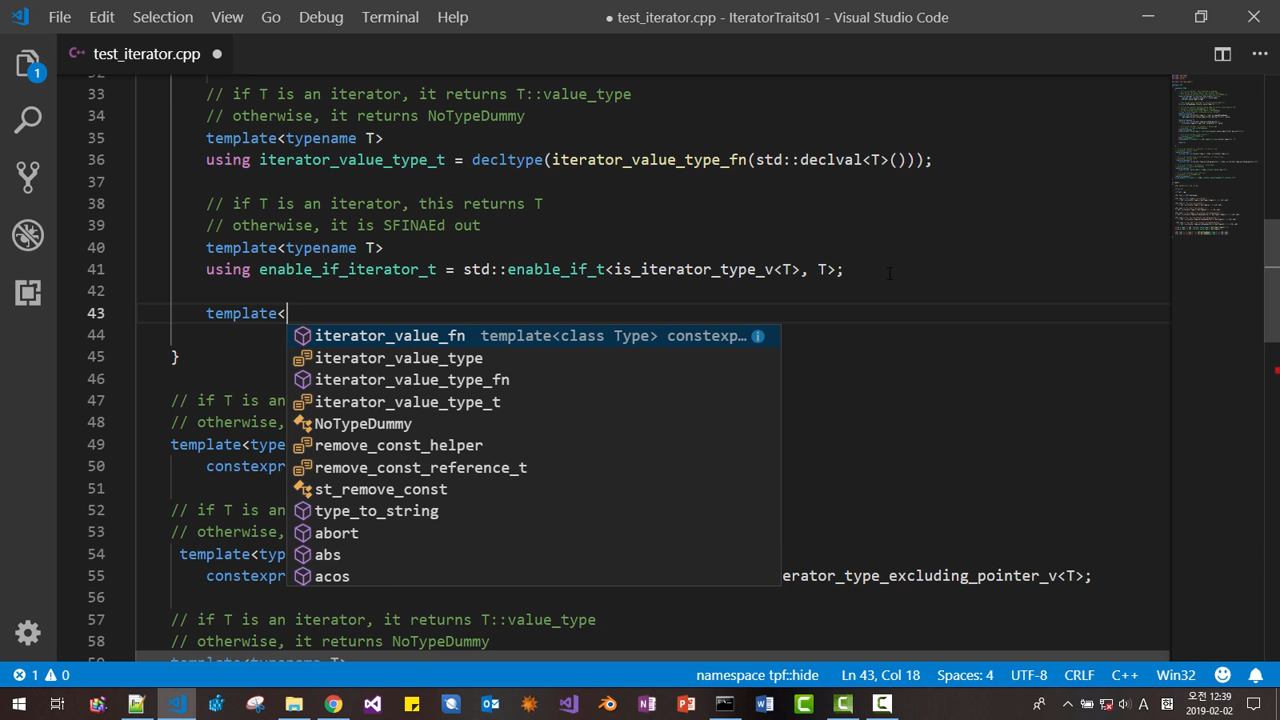 File Edit Selection View Go Debug Terminal Help
● test_iterator.cpp - IteratorTraits01 - Visual Studio Code
1
C++ test_iterator.cpp ●
33 // if T is an iterator, it returns T::value_type
34 // otherwise, it returns NoTypeDummy
35 template<typename T>
36 using iterator_value_type_t = decltype(iterator_value_type_fn(std::declval<T>()));
37
38 // if T is an iterator, this returns T
39 // otherwise, it is SFINAEd out
40 template<typename T>
41 using enable_if_iterator_t = std::enable_if_t<is_iterator_type_v<T>, T>;
42
43 template<
iterator_value_fn template<class Type> constexp…
44
iterator_value_type
45 }
iterator_value_type_fn
46
47 // if T is an
iterator_value_type_t
48 // otherwise,
NoTypeDummy
49 template<type
remove_const_helper
50 constexpr
remove_const_reference_t
51
st_remove_const
52 // if T is an
type_to_string
53 // otherwise,
abort
54 template<typ
abs
55 constexpr
acos
erator_type_excluding_pointer_v<T>;
56
57 // if T is an iterator, it returns T::value_type
58 // otherwise, it returns NoTypeDummy
1 0
namespace tpf::hide Ln 43, Col 18 Spaces: 4 UTF-8 CRLF C++ Win32
A 오전 12:39
2019-02-02